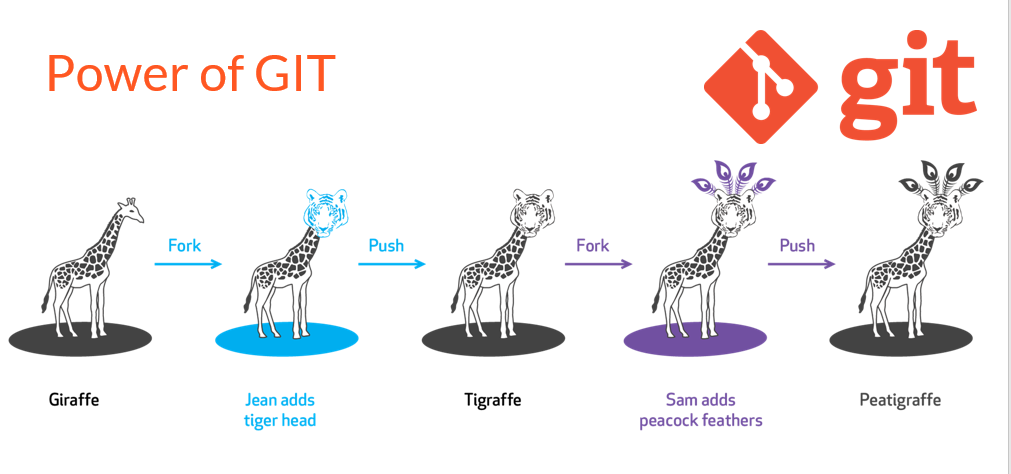 Power of GIT
git
Fork
Push
Fork
Push
Giraffe
Jean adds
tiger head
Tigraffe
Sam adds
peacock feathers
Peatigraffe